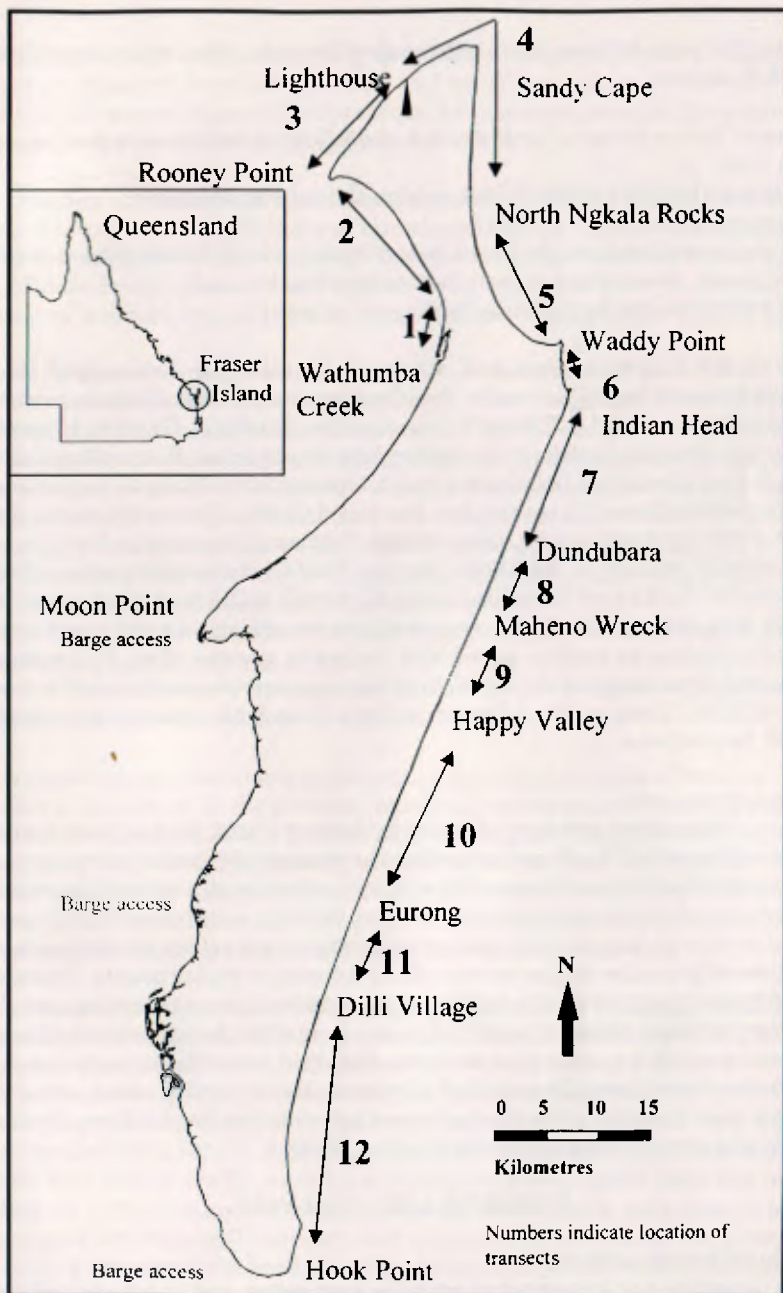 4
Lighthouse
Sandy Cape
3
Rooney Point
Queensland
2
North Ngkala Rocks
5
1
Waddy Point
Fraser
Island
Wathumba
Creek
6
Indian Head
7
Dundubara
8
Moon Point
Barge access
Maheno Wreck
9
Happy Valley
10
Barge access
Eurong
11
N
Dilli Village
0 5 10 15
12
Kilometres
Numbers indicate location of
transects
Barge access
Hook Point